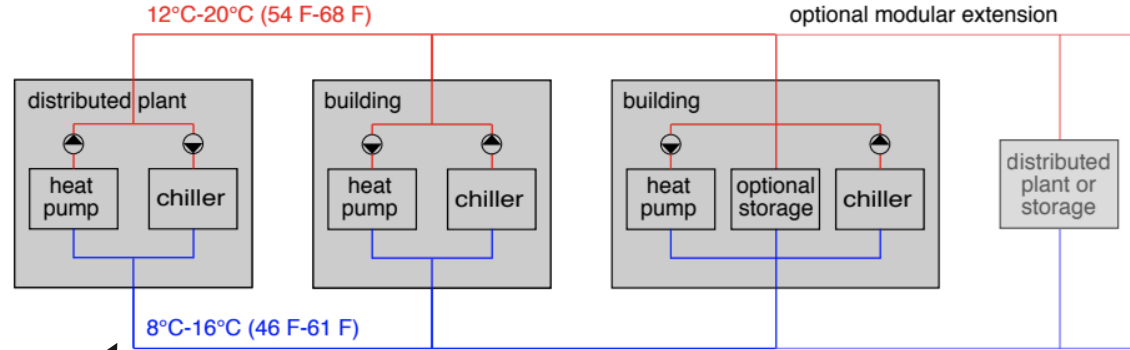 12°C-20°C (54 F-68 F)
optional modular extension
distributed plant
heat
pump
chiller
building
heat
pump
chiller
building
heat
pump
optional
storage
chiller
distributed
plant or
storage
8°C-16°C (46 F-61 F)